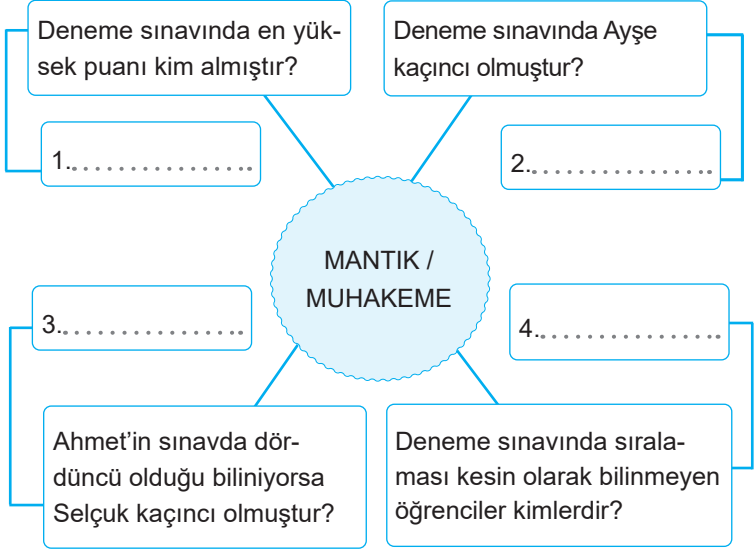 Deneme sınavında en yük-
sek puanı kim almıştır?
1.................
Deneme sınavında Ayşe
kaçıncı olmuştur?
2.................
MANTIK /
MUHAKEME
3.................
Ahmet’in sınavda dör-
düncü olduğu biliniyorsa
Selçuk kaçıncı olmuştur?
4.................
Deneme sınavında sırala-
ması kesin olarak bilinmeyen
öğrenciler kimlerdir?